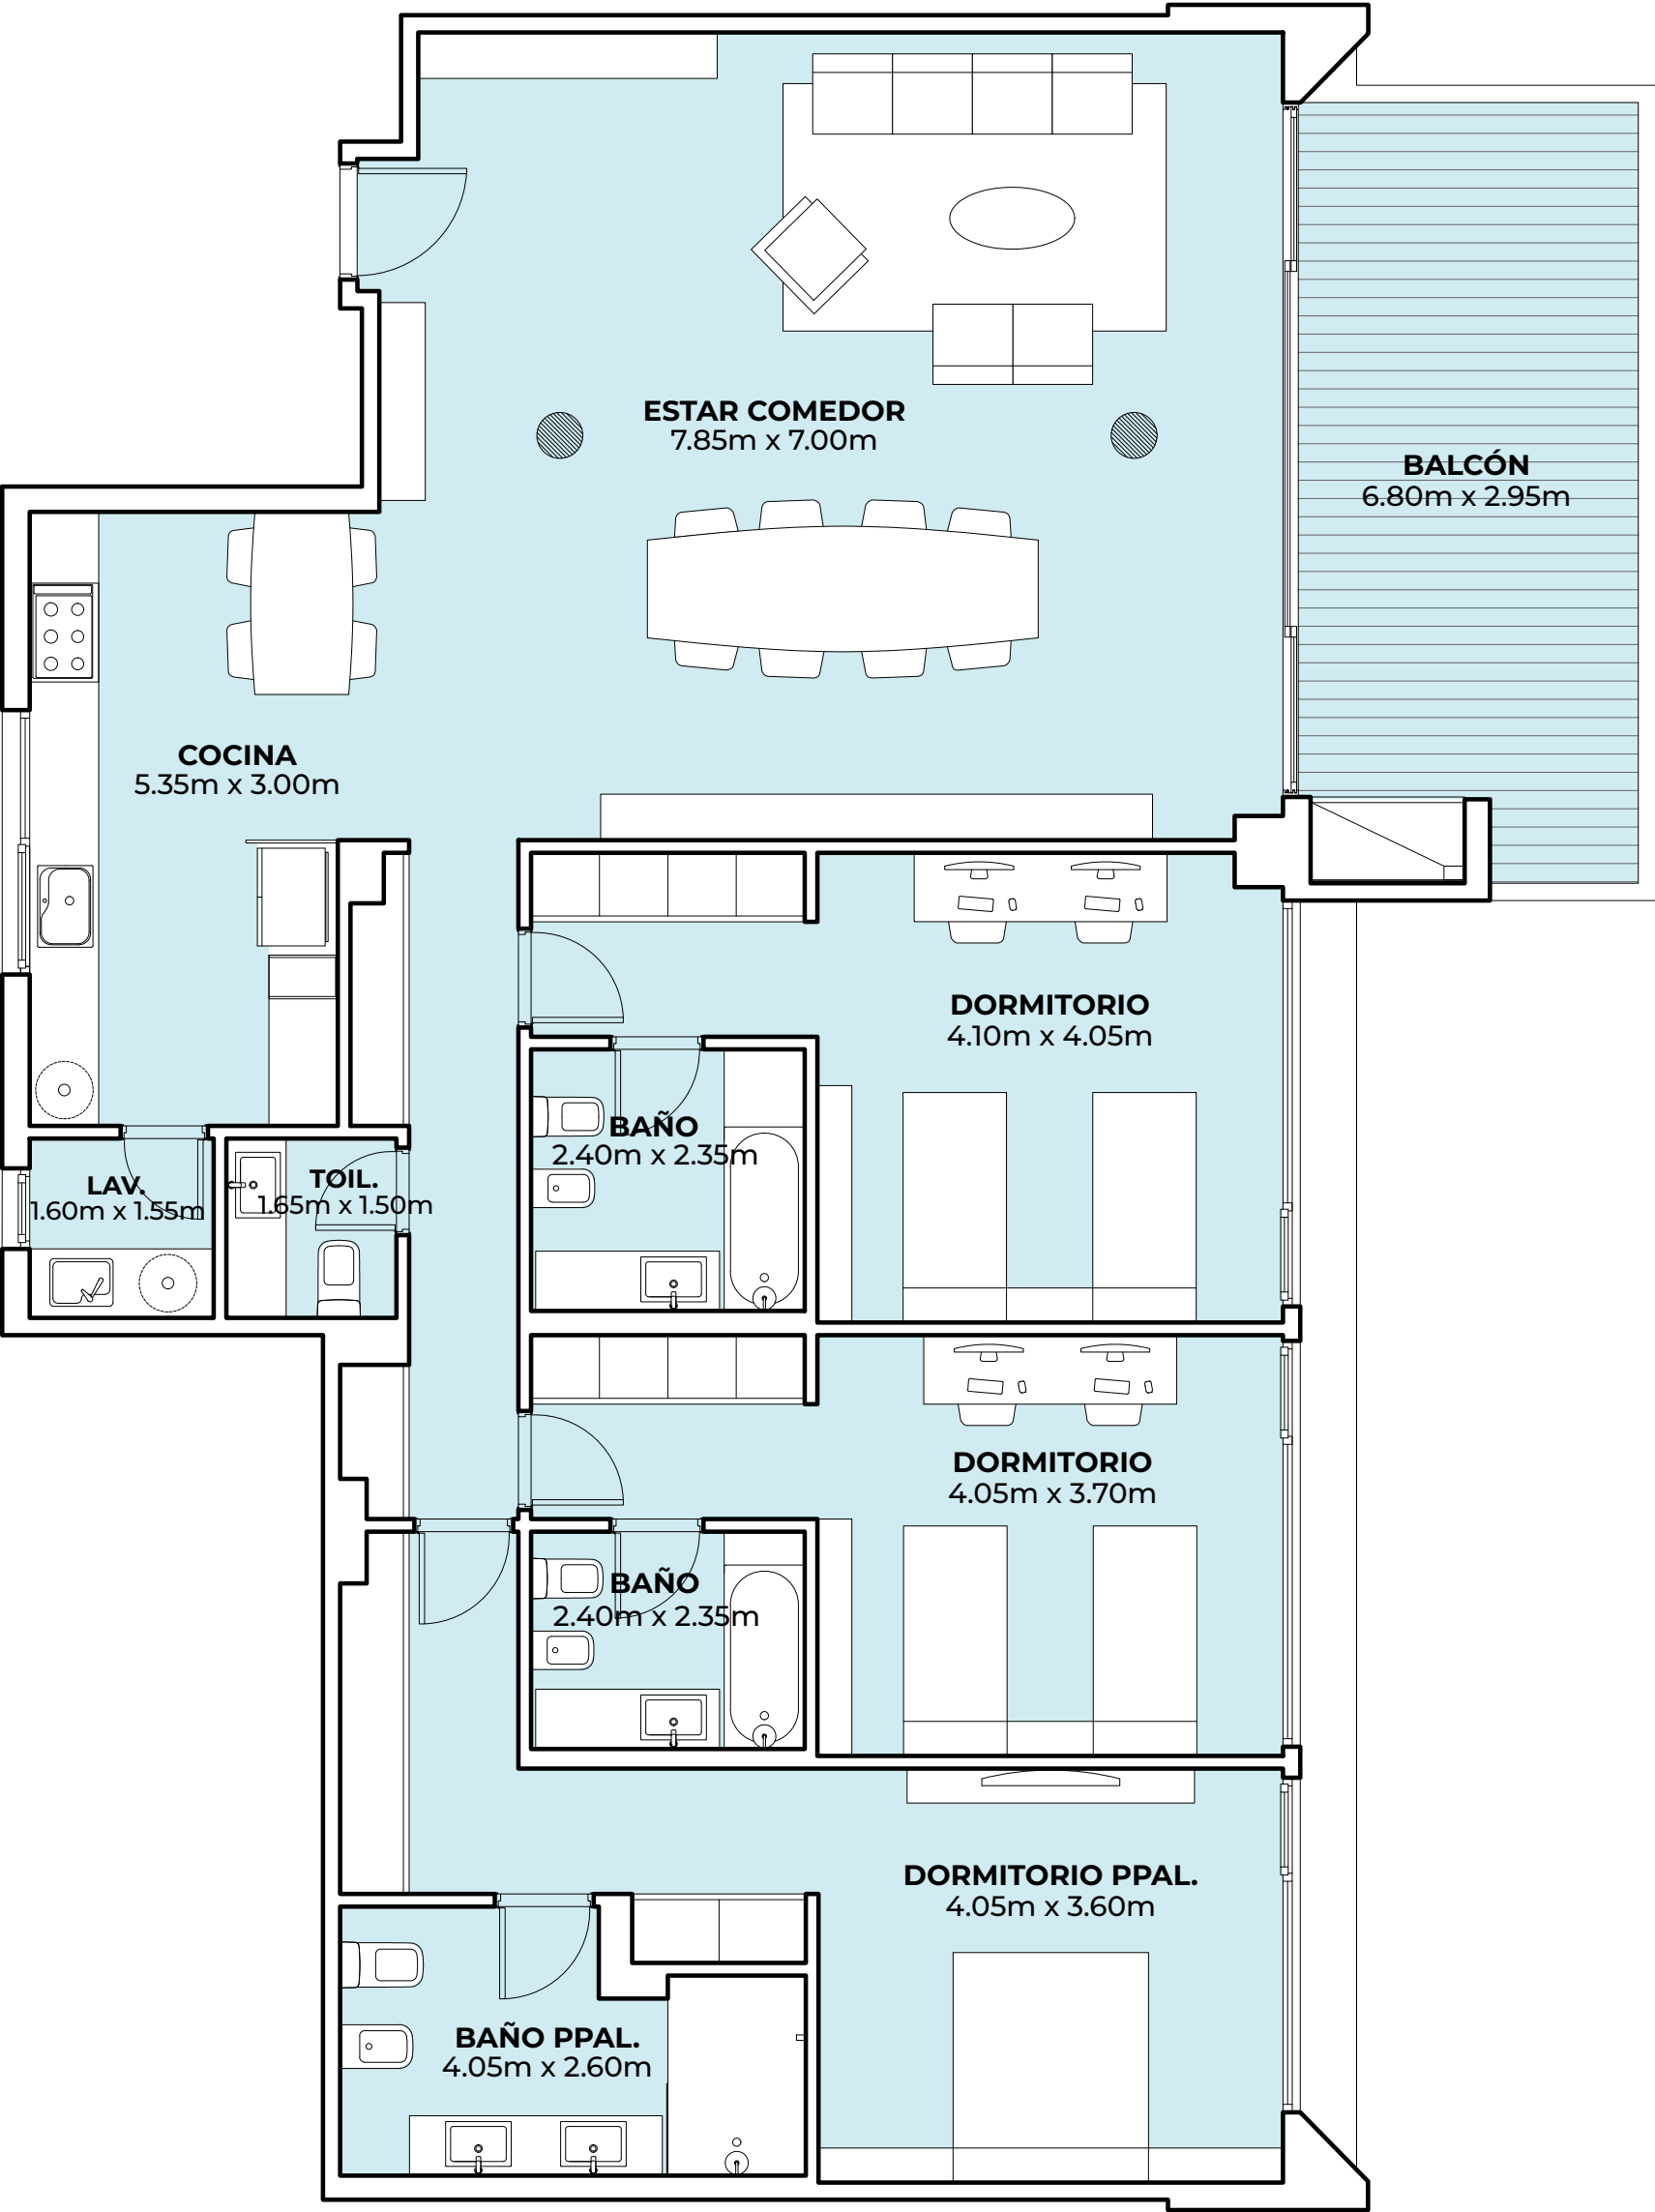 ESTAR COMEDOR
7.85m x 7.00m
BALCÓN
6.80m x 2.95m
COCINA
5.35m x 3.00m
DORMITORIO
4.10m x 4.05m
BAÑO
2.40m x 2.35m
LAV.
1.60m x 1.55m
TOIL.
1.65m x 1.50m
DORMITORIO
4.05m x 3.70m
BAÑO
2.40m x 2.35m
DORMITORIO PPAL.
4.05m x 3.60m
BAÑO PPAL.
4.05m x 2.60m